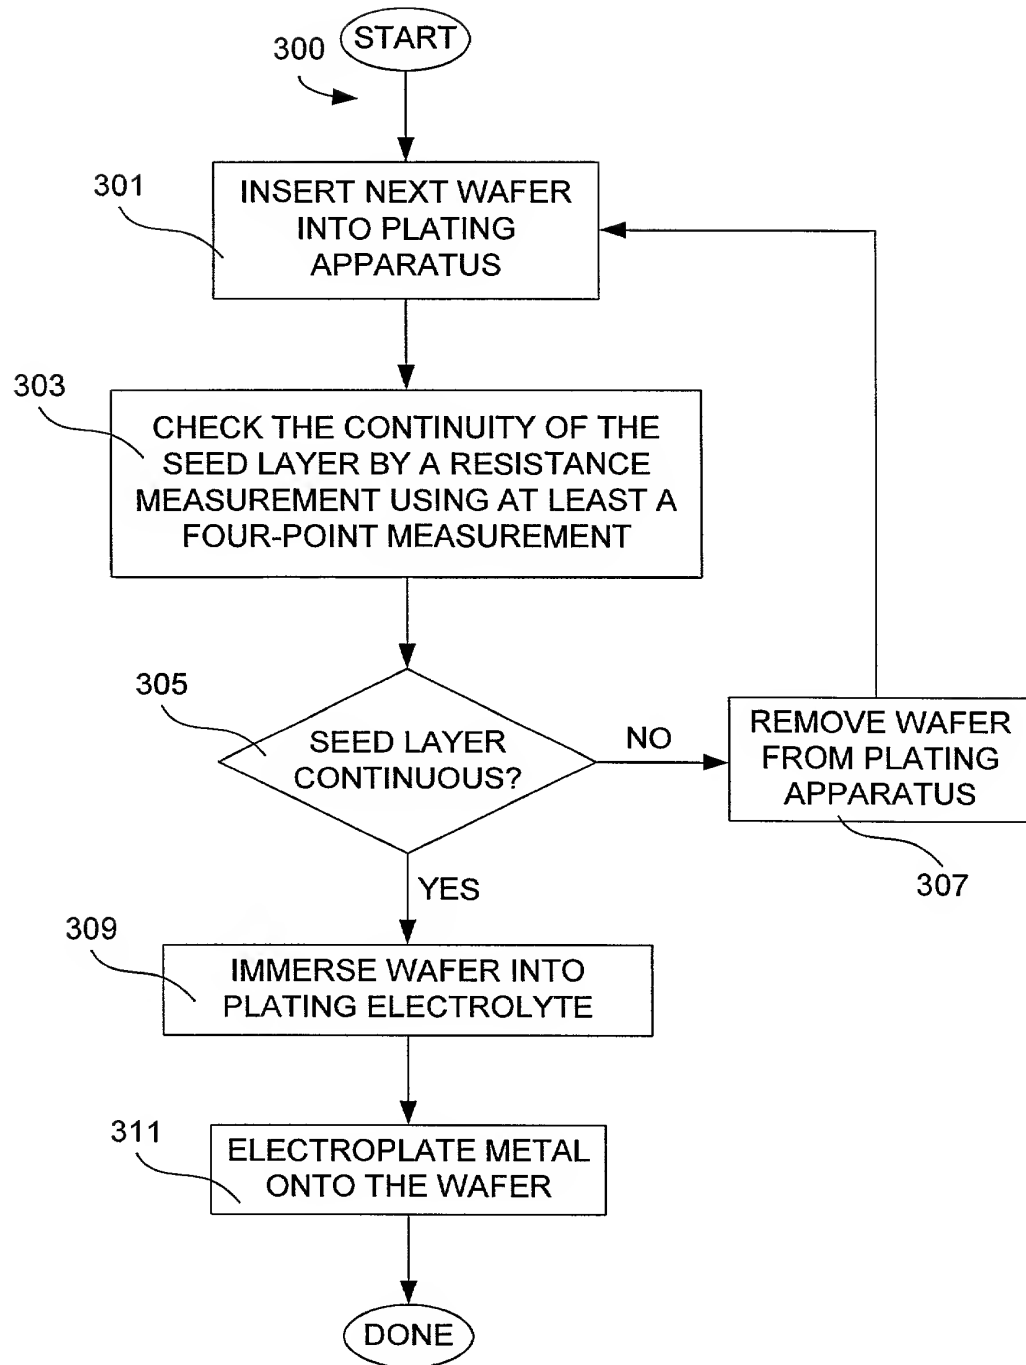 START
300
301
INSERT NEXT WAFER
INTO PLATING
APPARATUS
303
CHECK THE CONTINUITY OF THE
SEED LAYER BY A RESISTANCE
MEASUREMENT USING AT LEAST A
FOUR-POINT MEASUREMENT
305
SEED LAYER
CONTINUOUS?
NO
REMOVE WAFER
FROM PLATING
APPARATUS
307
YES
309
IMMERSE WAFER INTO
PLATING ELECTROLYTE
311
ELECTROPLATE METAL
ONTO THE WAFER
DONE